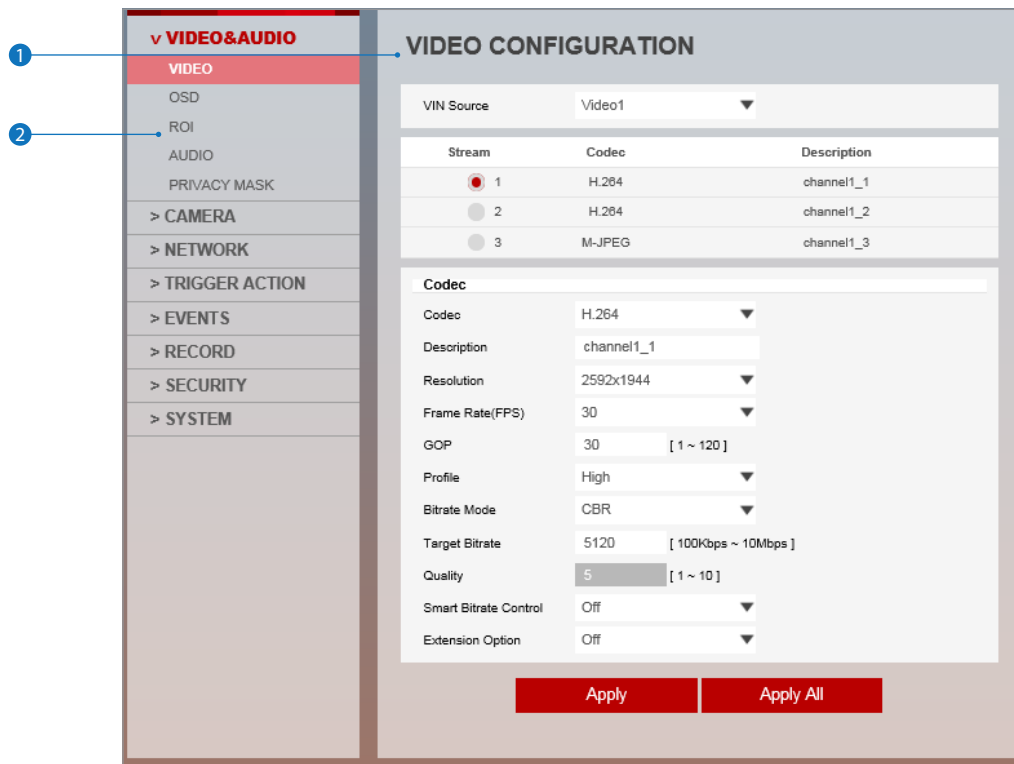 1
2
v VIDEO&AUDIO
VIDEO
OSD
ROI
AUDIO
PRIVACY MASK
> CAMERA
> NETWORK
> TRIGGER ACTION
> EVENTS
> RECORD
> SECURITY
> SYSTEM
VIDEO CONFIGURATION
VIN Source Video1
Stream Codec Description
1 H.264 channel1_1
2 H.264 channel1_2
3 M-JPEG channel1_3
Codec
Codec H.264
Description channel1_1
Resolution 2592x1944
Frame Rate(FPS) 30
GOP 30 [ 1 ~ 120 ]
Profile High
Bitrate Mode CBR
Target Bitrate 5120 [ 100Kbps ~ 10Mbps ]
Quality 5 [ 1 ~ 10 ]
Smart Bitrate Control Off
Extension Option Off
Apply Apply All